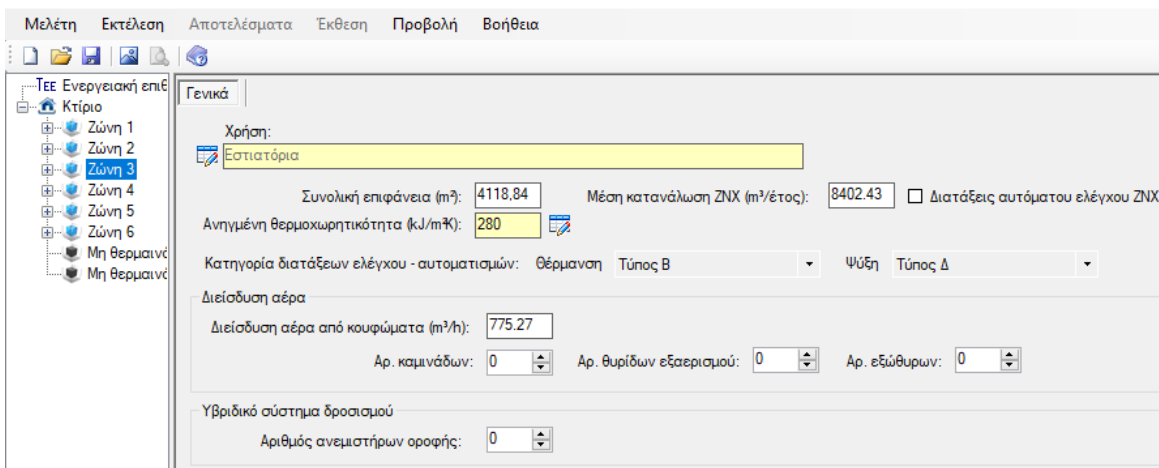 Μελέτη Εκτέλεση Αποτελέσματα Έκθεση Προβολή Βοήθεια
ΤΕΕ Ενεργειακή επιθ
Κτίριο
Ζώνη 1
Ζώνη 2
Ζώνη 3
Ζώνη 4
Ζώνη 5
Ζώνη 6
Μη θερμαινό
Μη θερμαινό
Γενικά
Χρήση:
Εστιατόρια
Συνολική επιφάνεια (m²): 4118,84 Μέση κατανάλωση ΖΝΧ (m³/έτος): 8402.43 Διατάξεις αυτόματου ελέγχου ΖΝΧ
Ανηγμένη θερμοχωρητικότητα (kJ/m²K): 280
Κατηγορία διατάξεων ελέγχου - αυτοματισμών: Θέρμανση Τύπος Β Ψύξη Τύπος Δ
Διείσδυση αέρα
Διείσδυση αέρα από κουφώματα (m³/h): 775.27
Αρ. καμινάδων: 0 Αρ. θυρίδων εξαερισμού: 0 Αρ. εξώθυρων: 0
Υβριδικό σύστημα δροσισμού
Αριθμός ανεμιστήρων οροφής: 0